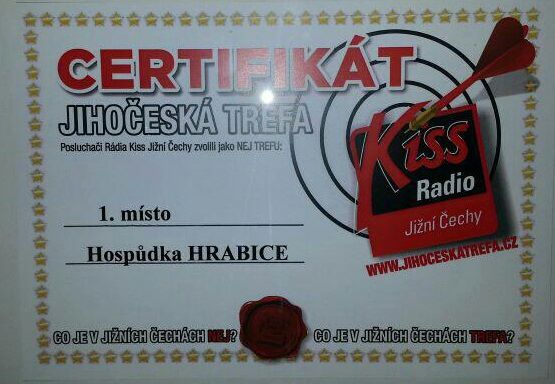 CERTIFIKÁT
JIHOČESKÁ TREFA
Posluchači Rádia Kiss Jižní Čechy zvolili jako NEJ TREFU:
1. místo
Hospůdka HRABICE
Kiss
Radio
Jižní Čechy
WWW.JIHOCESKATREFA.CZ
CO JE V JIŽNÍCH ČECHÁCH NEJ?
CO JE V JIŽNÍCH ČECHÁCH TREFA?